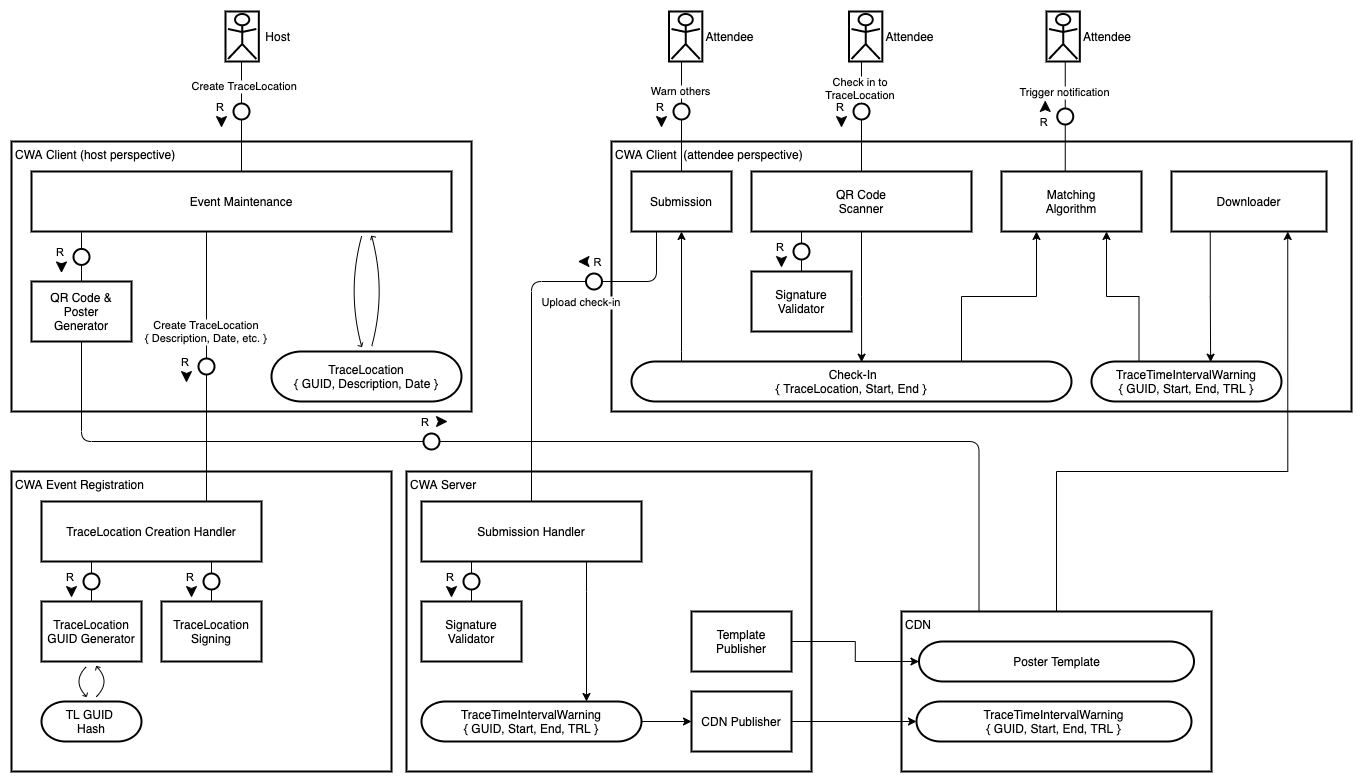 Host
Attendee
Attendee
Attendee
Create TraceLocation
R
Warn others
R
Check in to
TraceLocation
R
Trigger notification
R
CWA Client (host perspective)
Event Maintenance
R
QR Code &
Poster
Generator
Create TraceLocation
{ Description, Date, etc. }
R
TraceLocation
{ GUID, Description, Date }
CWA Client (attendee perspective)
Submission
QR Code
Scanner
Matching
Algorithm
Downloader
R
Upload check-in
R
Signature
Validator
Check-In
{ TraceLocation, Start, End }
TraceTimeIntervalWarning
{ GUID, Start, End, TRL }
R
CWA Event Registration
TraceLocation Creation Handler
R
R
TraceLocation
GUID Generator
TraceLocation
Signing
TL GUID
Hash
CWA Server
Submission Handler
R
Signature
Validator
Template
Publisher
TraceTimeIntervalWarning
{ GUID, Start, End, TRL }
CDN Publisher
CDN
Poster Template
TraceTimeIntervalWarning
{ GUID, Start, End, TRL }